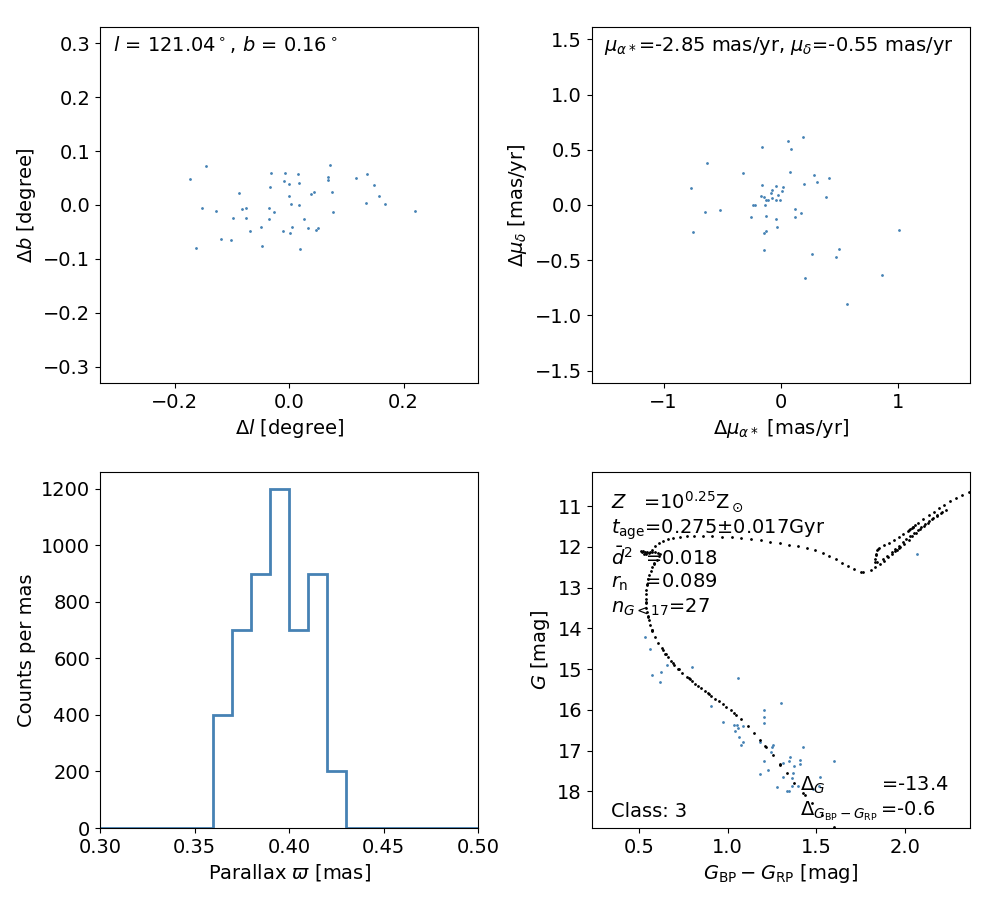 l = 121.04°, b = 0.16°
0.3
0.2
0.1
0.0
−0.1
−0.2
−0.3
−0.2
0.0
0.2
Δl [degree]
Δb [degree]
μα*=-2.85 mas/yr, μδ=-0.55 mas/yr
1.5
1.0
0.5
0.0
−0.5
−1.0
−1.5
−1
0
1
Δμα* [mas/yr]
Δμδ [mas/yr]
1200
1000
800
600
400
200
0
0.30
0.35
0.40
0.45
0.50
Parallax ϖ [mas]
Counts per mas
Z =10^0.25 Z⊙
t_age=0.275±0.017Gyr
d̄² =0.018
r_n =0.089
n_G<17=27
11
12
13
14
15
16
17
18
Δ_G =-13.4
Δ_G_BP−G_RP =-0.6
Class: 3
0.5
1.0
1.5
2.0
G_BP − G_RP [mag]
G [mag]